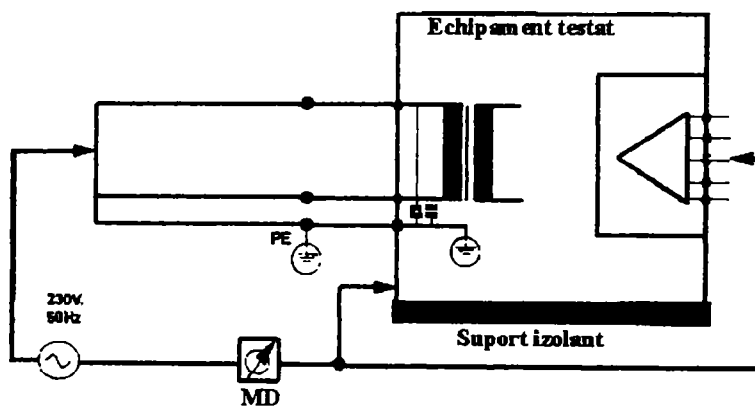 Echipament testat
PE
230V.
50Hz
Suport izolant
MD